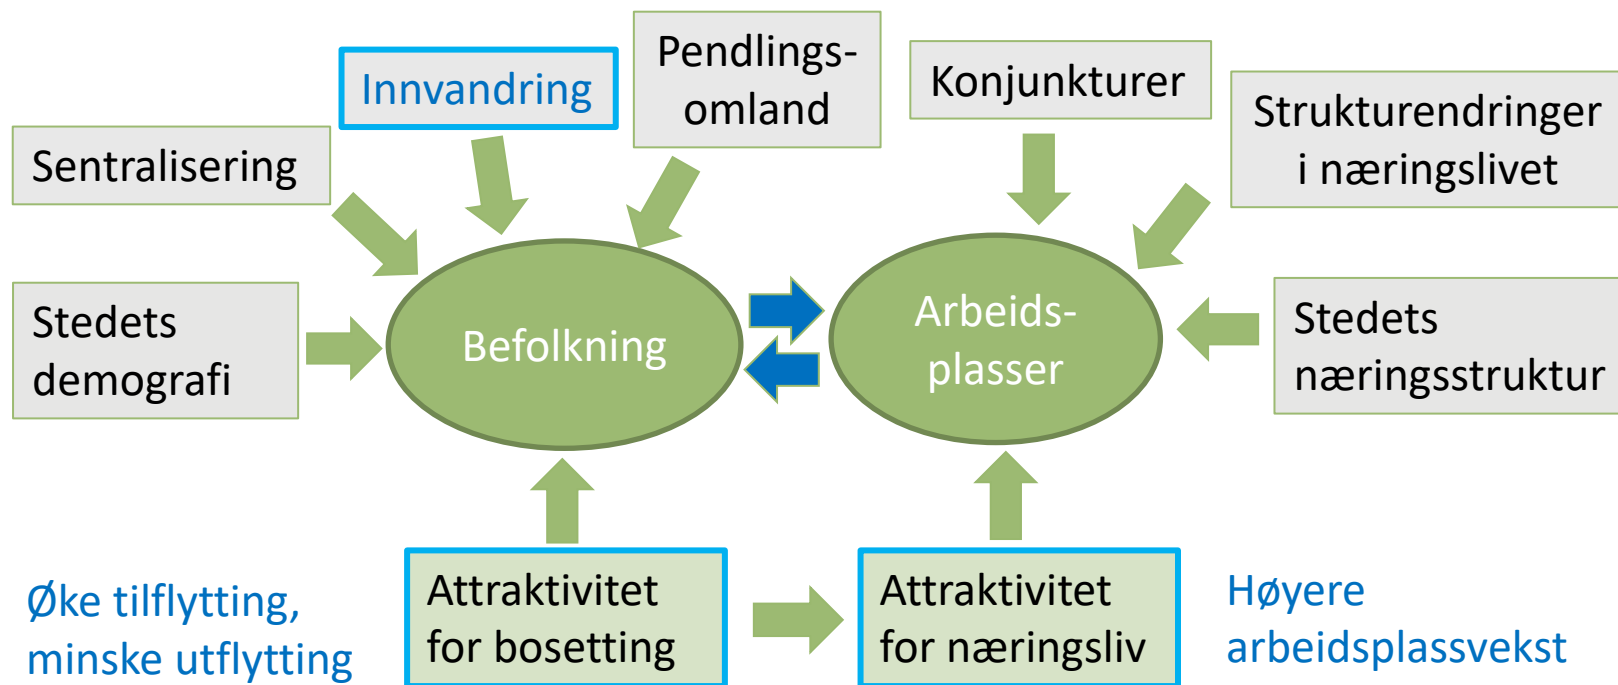 Pendlings-
omland
Innvandring
Konjunkturer
Strukturendringer
i næringslivet
Sentralisering
Stedets
demografi
Befolkning
Arbeids-
plasser
Stedets
næringsstruktur
Øke tilflytting,
minske utflytting
Attraktivitet
for bosetting
Attraktivitet
for næringsliv
Høyere
arbeidsplassvekst